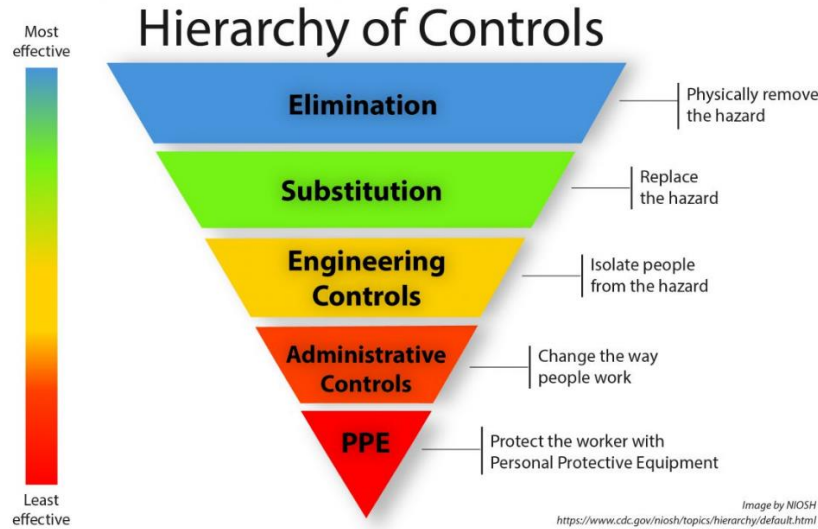 Hierarchy of Controls
Most
effective
Elimination
Physically remove
the hazard
Substitution
Replace
the hazard
Engineering
Controls
Isolate people
from the hazard
Administrative
Controls
Change the way
people work
PPE
Protect the worker with
Personal Protective Equipment
Least
effective
Image by NIOSH
https://www.cdc.gov/niosh/topics/hierarchy/default.html